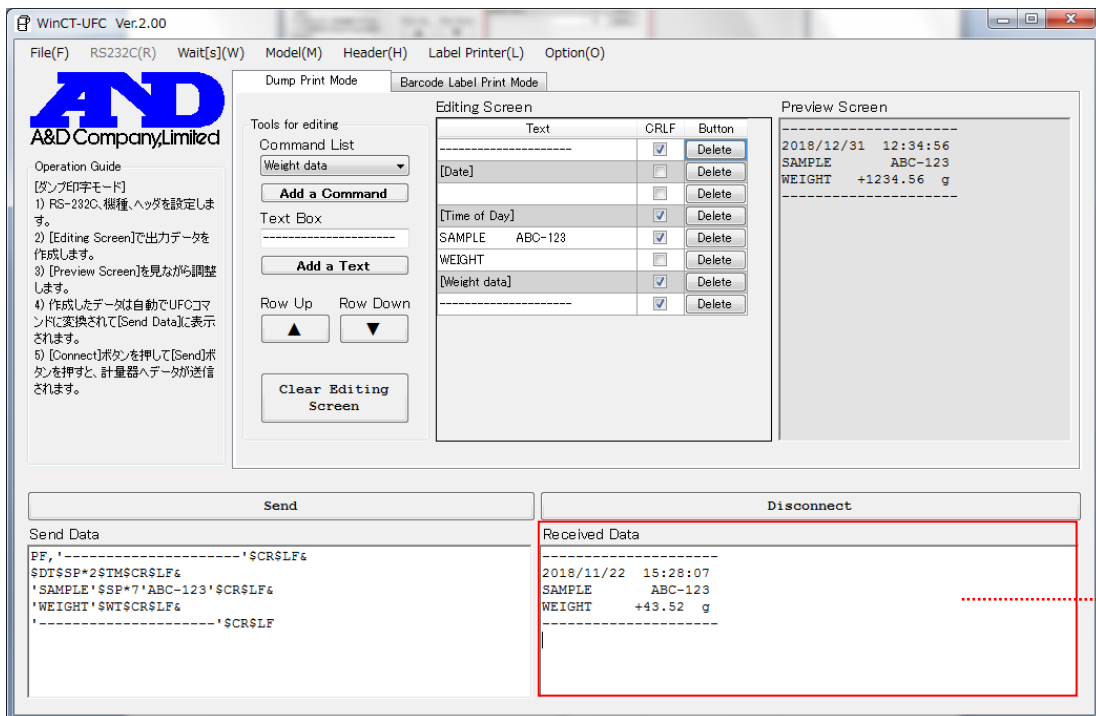 WinCT-UFC Ver.2.00
File(F) RS232C(R) Wait[s](W) Model(M) Header(H) Label Printer(L) Option(O)
AND
A&D Company,Limited
Operation Guide
[ダンプ印字モード]
1) RS-232C、機種、ヘッダを設定しま
す。
2) [Editing Screen]で出力データを
作成します。
3) [Preview Screen]を見ながら調整
します。
4) 作成したデータは自動でUFCコマ
ンドに変換されて[Send Data]に表示
されます。
5) [Connect]ボタンを押して[Send]ボ
タンを押すと、計量器へデータが送信
されます。
Dump Print Mode Barcode Label Print Mode
Tools for editing
Command List
Weight data
Add a Command
Text Box
---------------------
Add a Text
Row Up Row Down
▲ ▼
Clear Editing
Screen
Editing Screen
Text CRLF Button
--------------------- Delete
[Date] Delete
Delete
[Time of Day] Delete
SAMPLE       ABC-123 Delete
WEIGHT Delete
[Weight data] Delete
--------------------- Delete
Preview Screen
----------------------
2018/12/31  12:34:56
SAMPLE       ABC-123
WEIGHT   +1234.56  g
----------------------
Send Disconnect
Send Data
PF,'----------------------'$CR$LF&
$DT$SP*2$TM$CR$LF&
'SAMPLE'$SP*7'ABC-123'$CR$LF&
'WEIGHT'$WT$CR$LF&
'----------------------'$CR$LF
Received Data
----------------------
2018/11/22  15:28:07
SAMPLE       ABC-123
WEIGHT     +43.52  g
----------------------